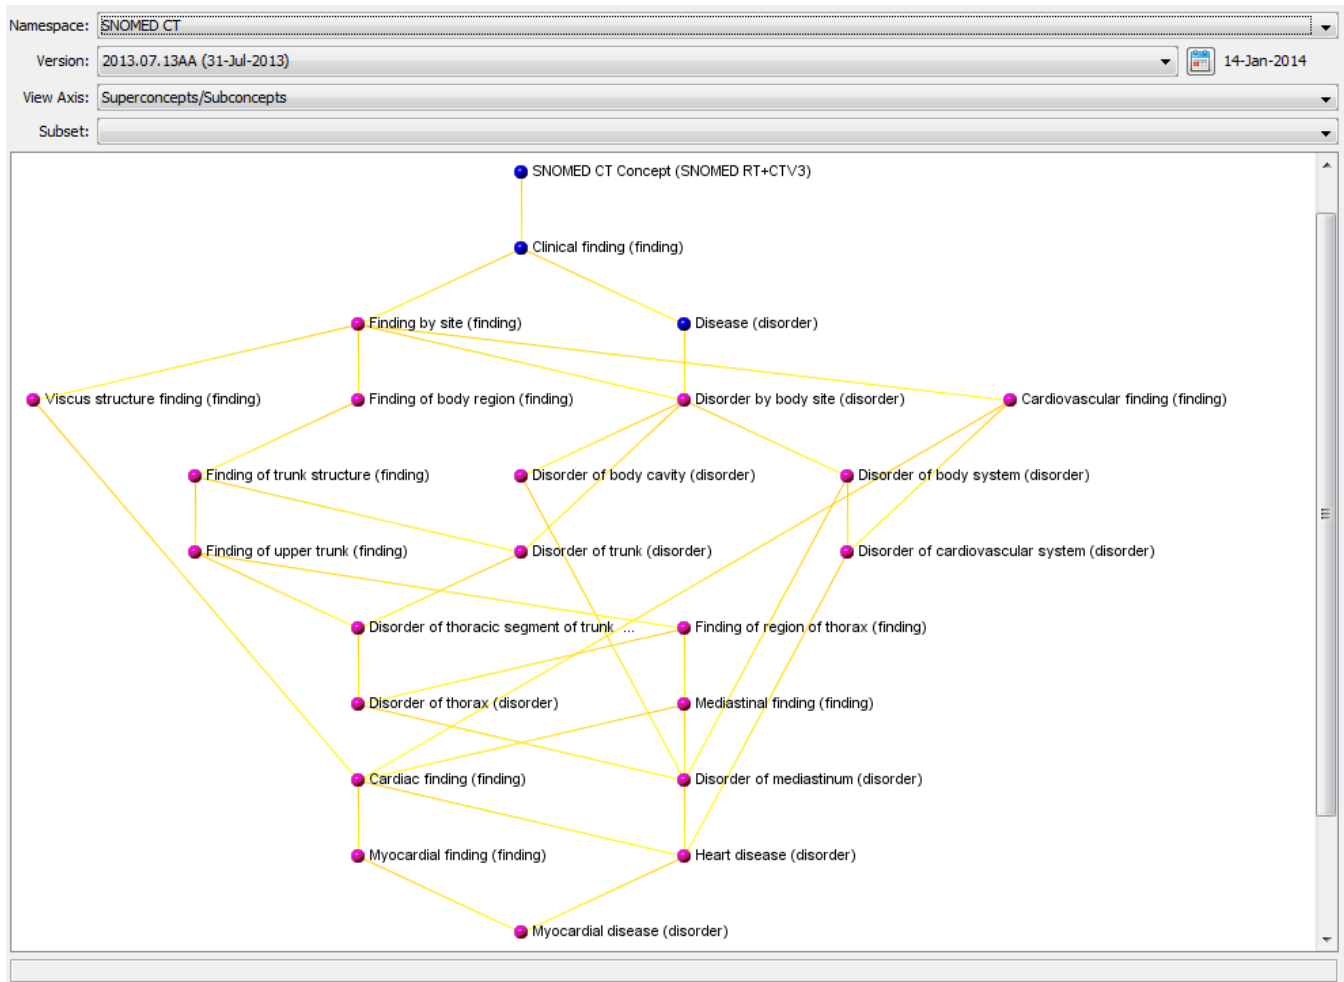 Namespace: SNOMED CT
Version: 2013.07.13AA (31-Jul-2013) 14-Jan-2014
View Axis: Superconcepts/Subconcepts
Subset:
SNOMED CT Concept (SNOMED RT+CTV3)
Clinical finding (finding)
Finding by site (finding) Disease (disorder)
Viscus structure finding (finding) Finding of body region (finding) Disorder by body site (disorder) Cardiovascular finding (finding)
Finding of trunk structure (finding) Disorder of body cavity (disorder) Disorder of body system (disorder)
Finding of upper trunk (finding) Disorder of trunk (disorder) Disorder of cardiovascular system (disorder)
Disorder of thoracic segment of trunk ... Finding of region of thorax (finding)
Disorder of thorax (disorder) Mediastinal finding (finding)
Cardiac finding (finding) Disorder of mediastinum (disorder)
Myocardial finding (finding) Heart disease (disorder)
Myocardial disease (disorder)